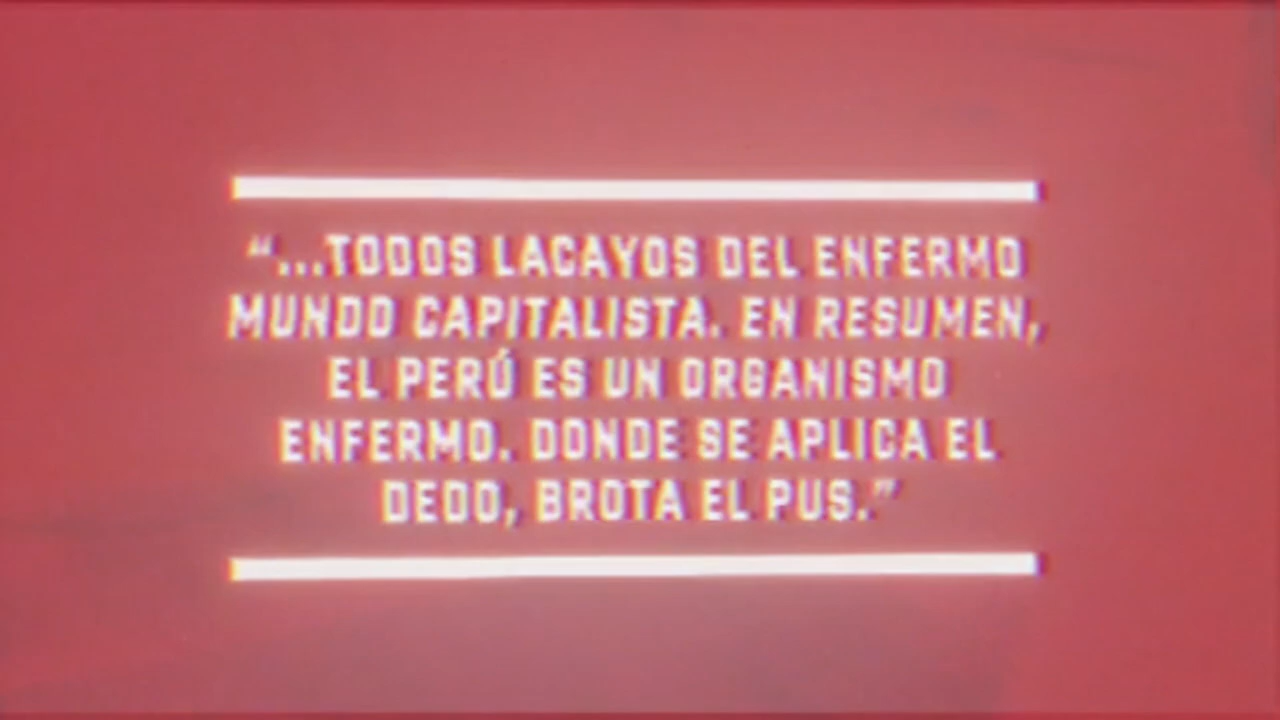 “...TODOS LACAYOS DEL ENFERMO
MUNDO CAPITALISTA. EN RESUMEN,
EL PERÚ ES UN ORGANISMO
ENFERMO. DONDE SE APLICA EL
DEDO, BROTA EL PUS.”